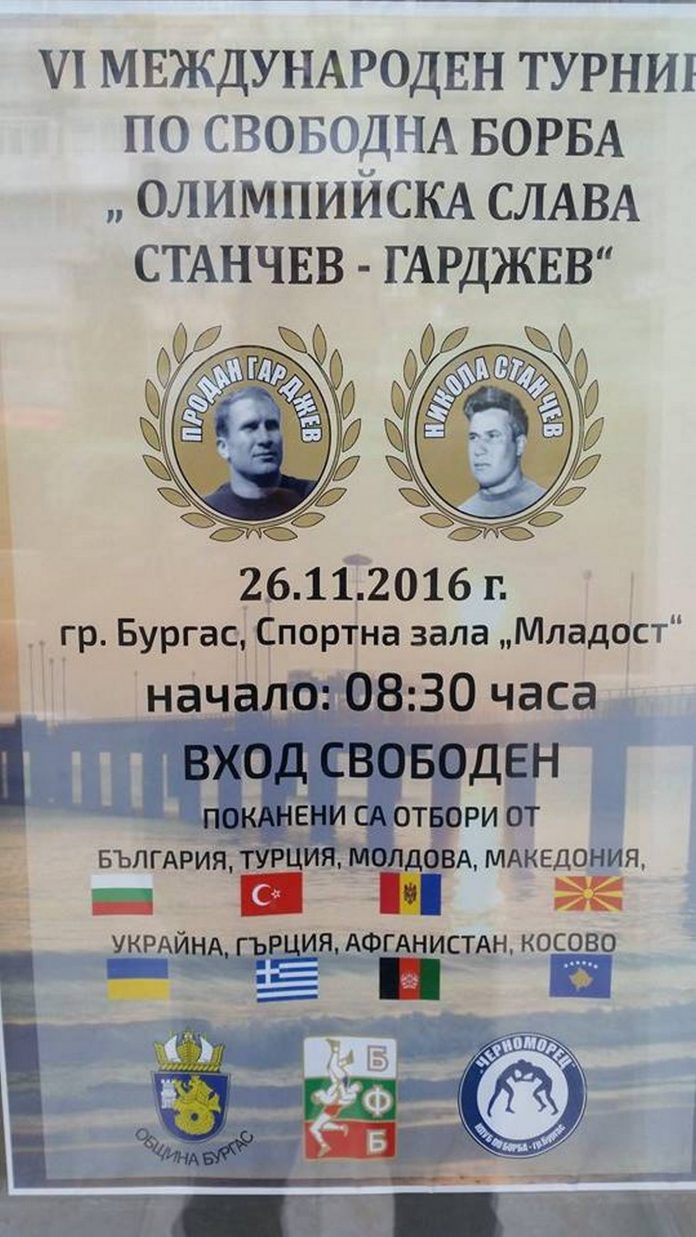 VI МЕЖДУНАРОДЕН ТУРНИР
ПО СВОБОДНА БОРБА
„ ОЛИМПИЙСКА СЛАВА
СТАНЧЕВ - ГАРДЖЕВ“
ПРОДАН ГАРДЖЕВ
НИКОЛА СТАНЧЕВ
26.11.2016 г.
гр. Бургас, Спортна зала „Младост“
начало: 08:30 часа
ВХОД СВОБОДЕН
ПОКАНЕНИ СА ОТБОРИ ОТ
БЪЛГАРИЯ, ТУРЦИЯ, МОЛДОВА, МАКЕДОНИЯ,
УКРАЙНА, ГЪРЦИЯ, АФГАНИСТАН, КОСОВО
ОБЩИНА БУРГАС
Б
Ф
Б
"ЧЕРНОМОРЕЦ"
КЛУБ ПО БОРБА - гр.Бургас